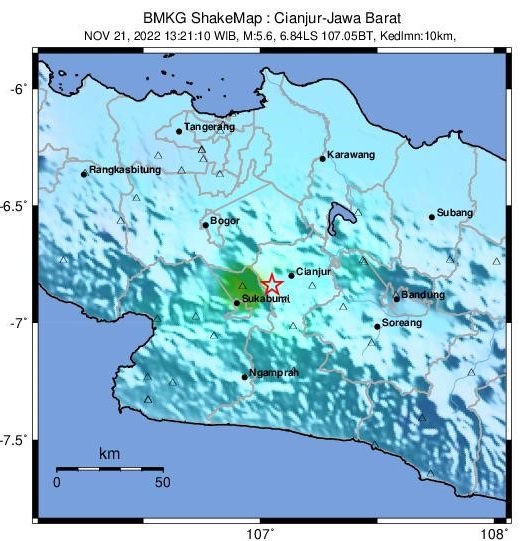 BMKG ShakeMap : Cianjur-Jawa Barat
NOV 21, 2022 13:21:10 WIB, M:5.6, 6.84LS 107.05BT, Kedlmn:10km,
-6°
Tangerang
Karawang
Rangkasbitung
-6.5°
Subang
Bogor
Cianjur
Bandung
Sukabumi
-7°
Soreang
Ngamprah
-7.5°
km
0 50
107° 108°